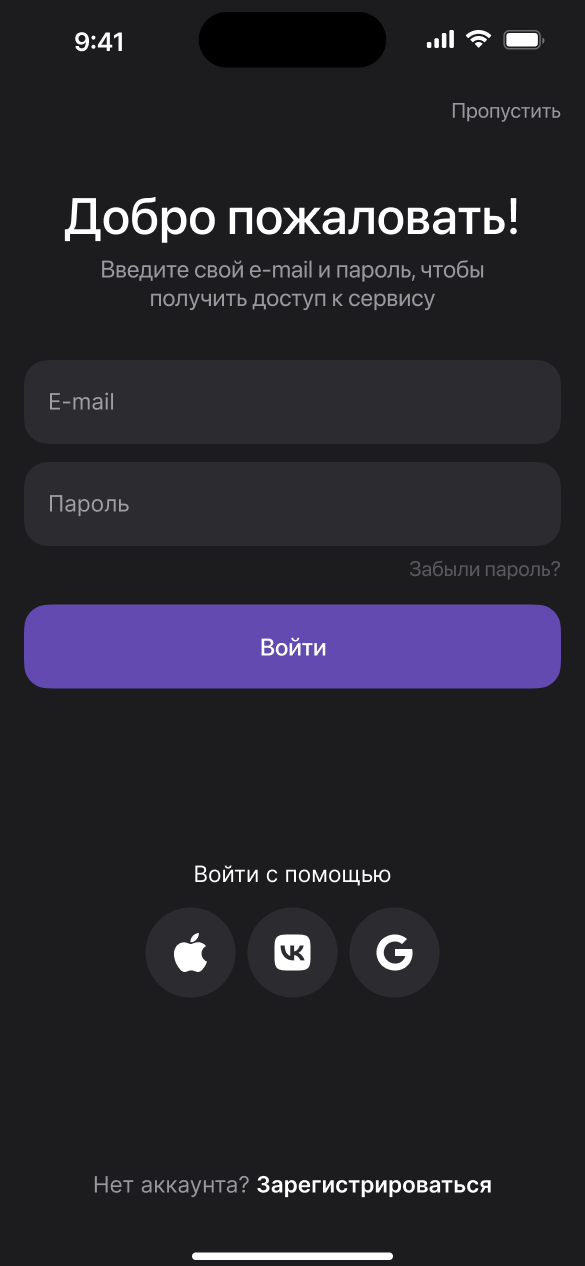 9:41
Пропустить
Добро пожаловать!
Введите свой e-mail и пароль, чтобы
получить доступ к сервису
E-mail
Пароль
Забыли пароль?
Войти
Войти с помощью
Нет аккаунта? Зарегистрироваться